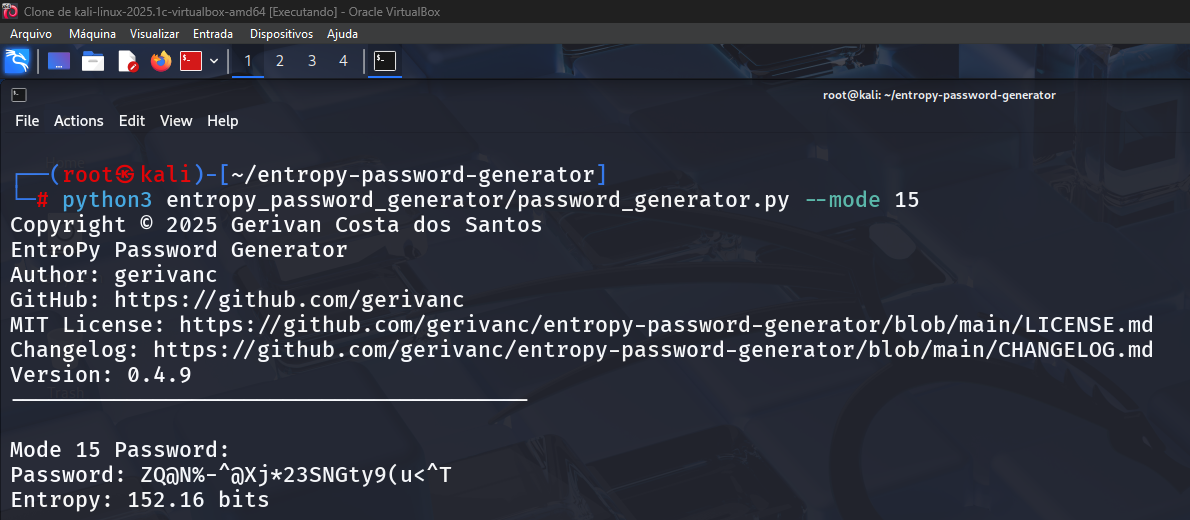 Clone de kali-linux-2025.1c-virtualbox-amd64 [Executando] - Oracle VirtualBox
Arquivo Máquina Visualizar Entrada Dispositivos Ajuda
1 2 3 4
root@kali: ~/entropy-password-generator
File Actions Edit View Help
┌──(root㉿kali)-[~/entropy-password-generator]
└─# python3 entropy_password_generator/password_generator.py --mode 15
Copyright © 2025 Gerivan Costa dos Santos
EntroPy Password Generator
Author: gerivanc
GitHub: https://github.com/gerivanc
MIT License: https://github.com/gerivanc/entropy-password-generator/blob/main/LICENSE.md
Changelog: https://github.com/gerivanc/entropy-password-generator/blob/main/CHANGELOG.md
Version: 0.4.9
----------------------------------------
Mode 15 Password:
Password: ZQ@N%-^@Xj*23SNGty9(u<^T
Entropy: 152.16 bits